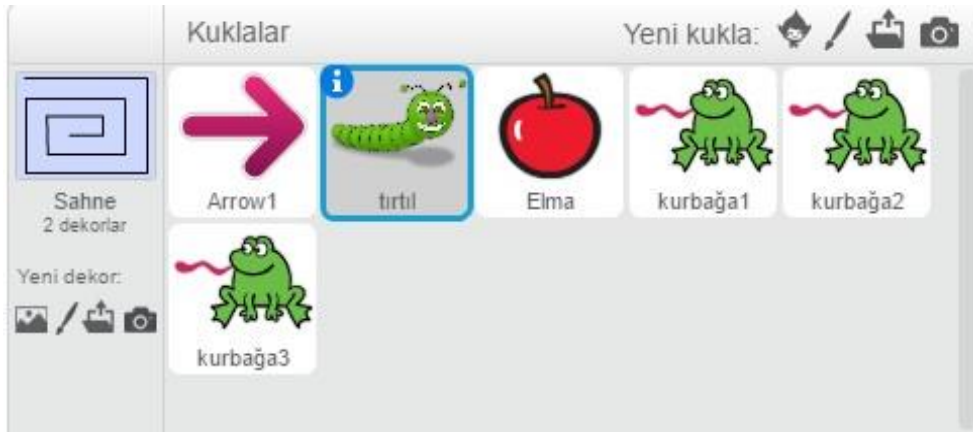 Kuklalar
Yeni kukla:
Sahne
2 dekorlar
Yeni dekor:
Arrow1
tırtıl
Elma
kurbağa1
kurbağa2
kurbağa3